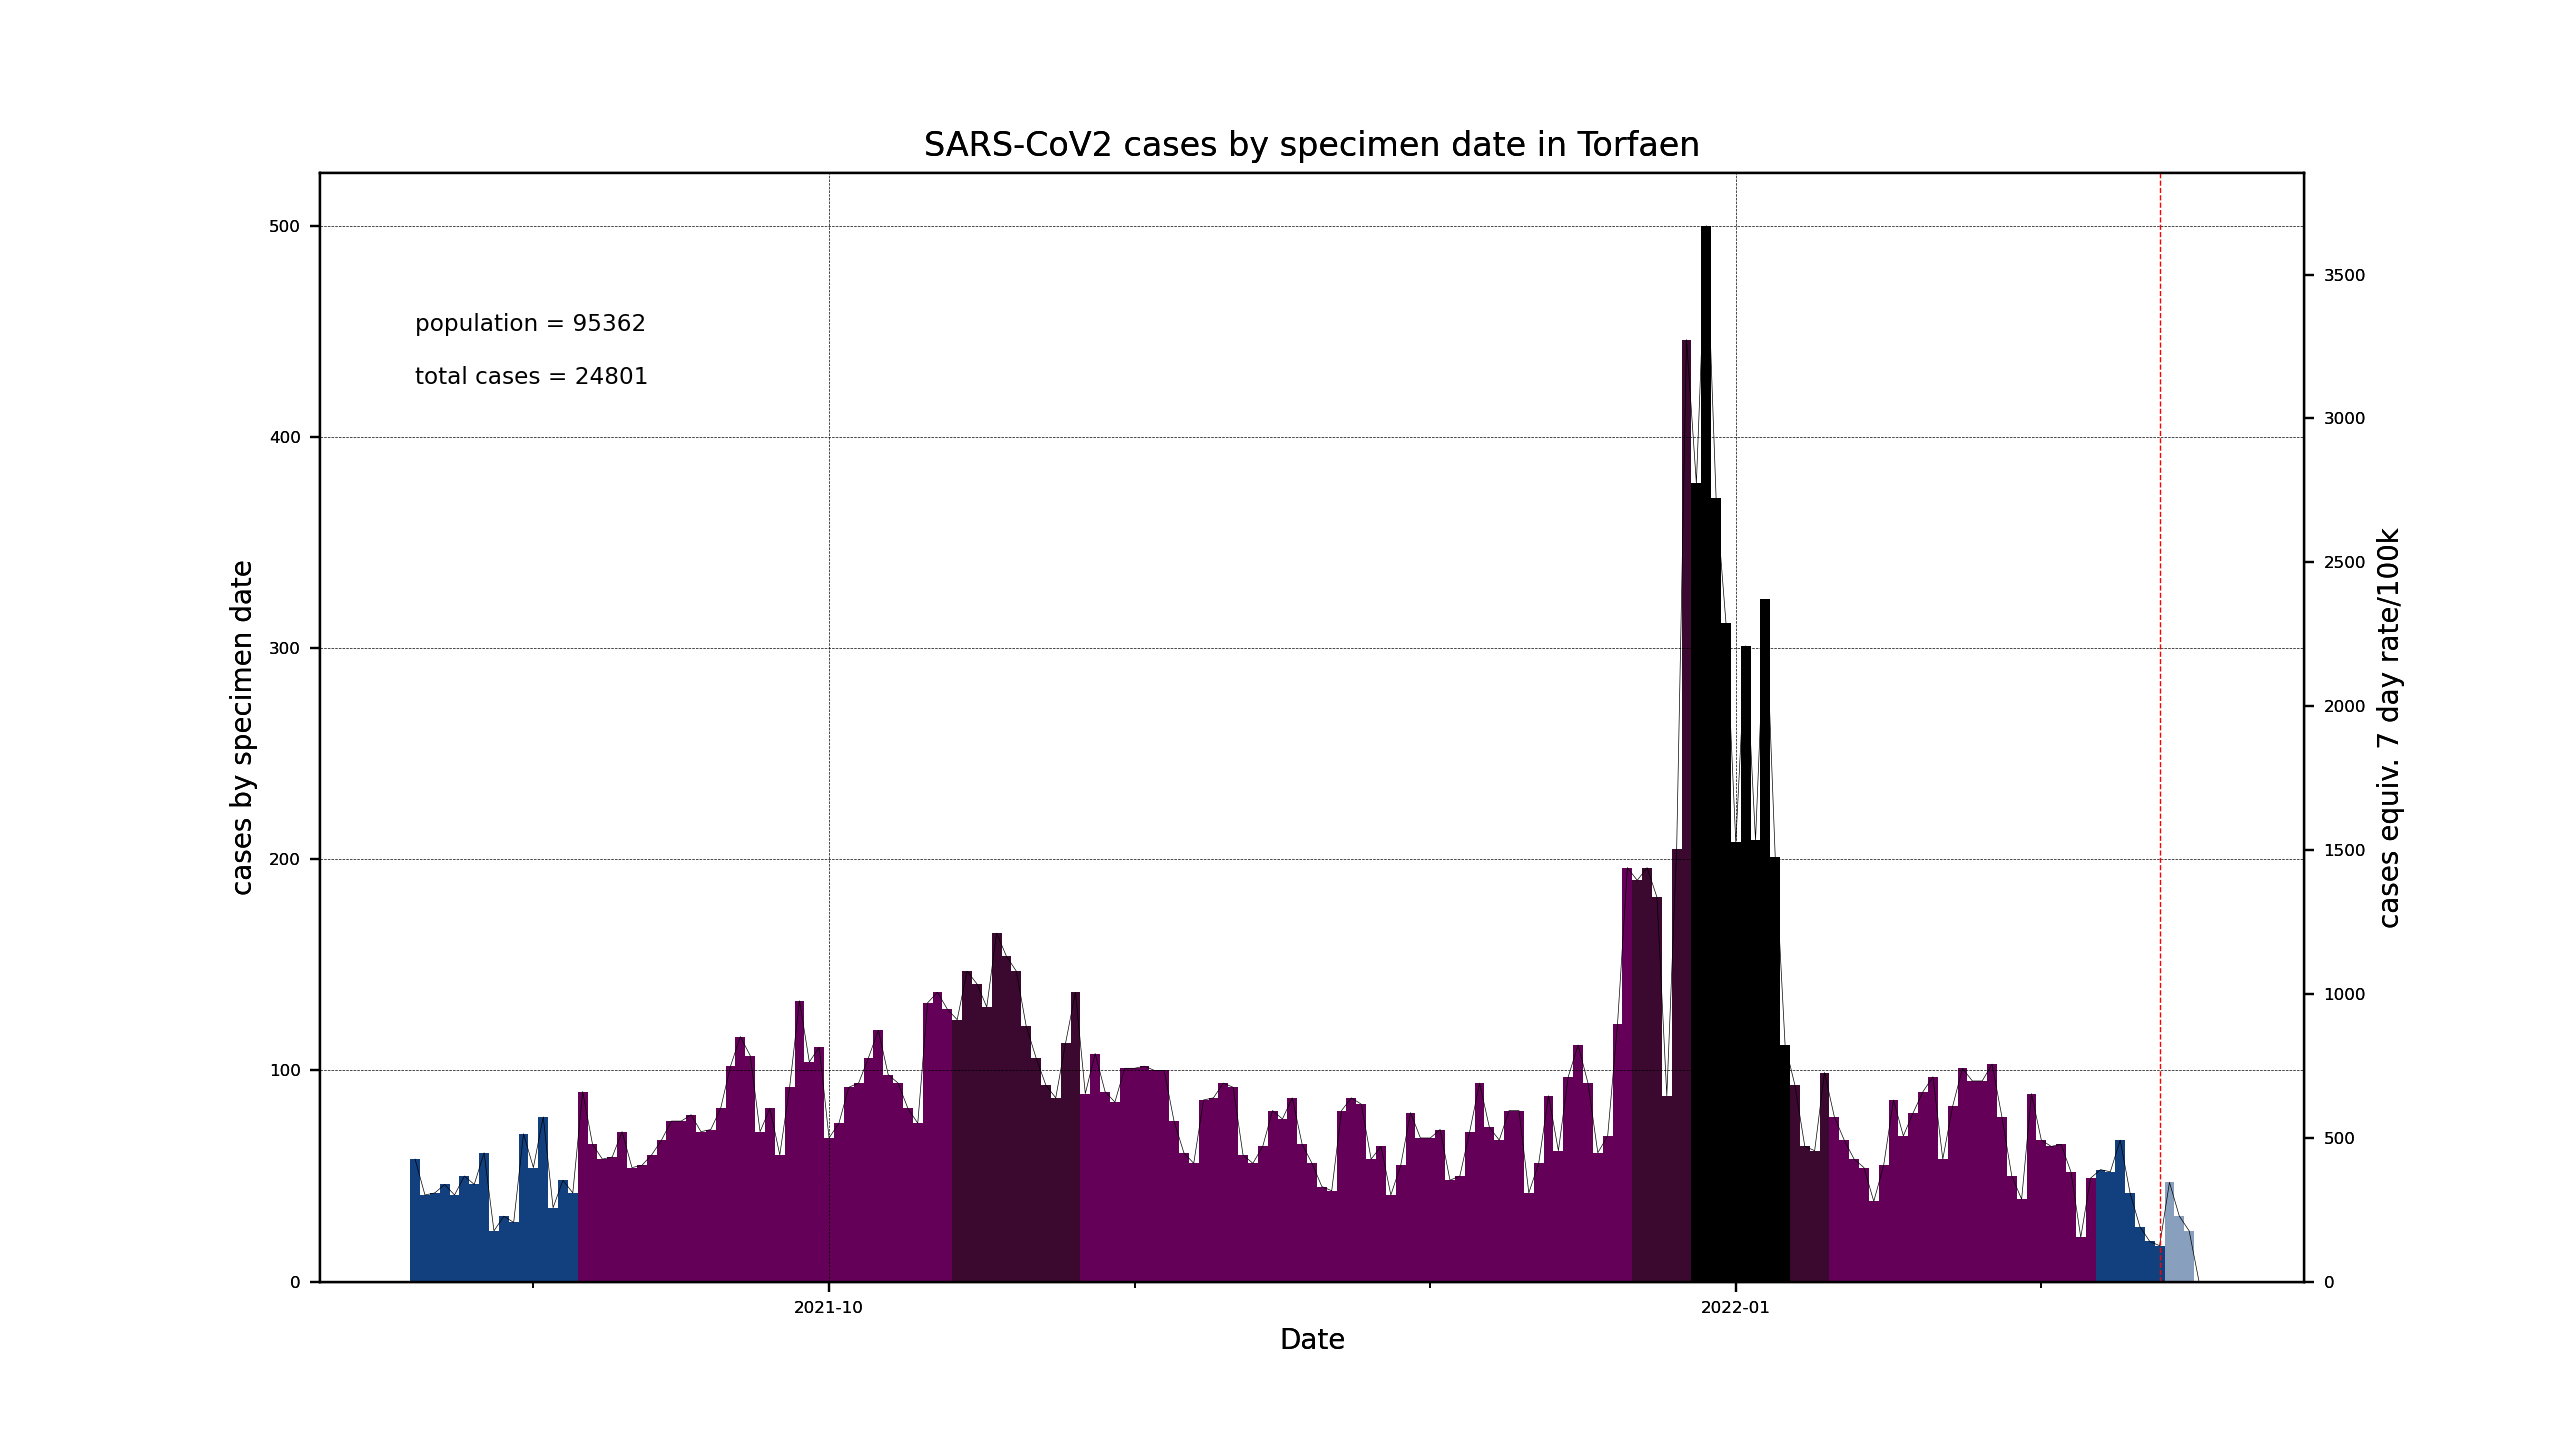 SARS-CoV2 cases by specimen date in Torfaen
population = 95362
total cases = 24801
cases by specimen date
500
400
300
200
100
0
3500
3000
2500
2000
1500
1000
500
0
cases equiv. 7 day rate/100k
2021-10
2022-01
Date